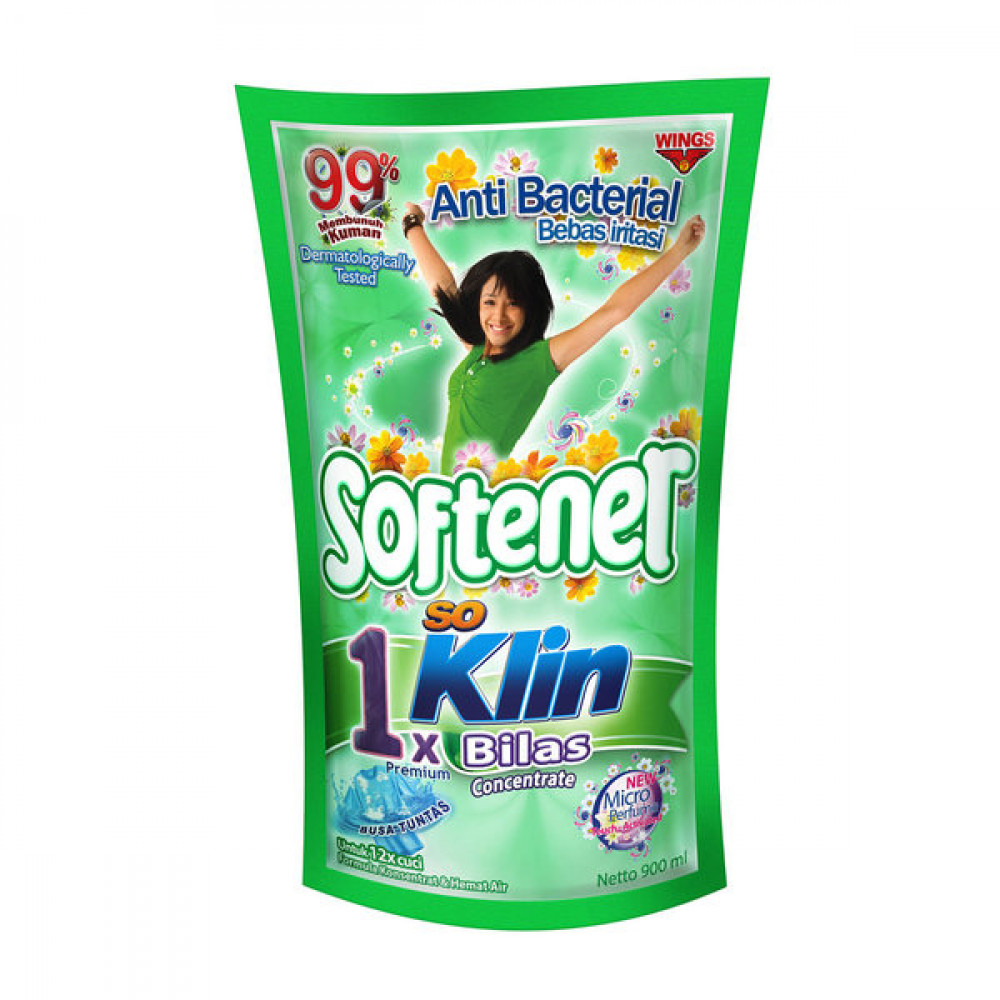 99%
Membunuh
Kuman
Dermatologically
Tested
WINGS
Anti Bacterial
Bebas iritasi
Softener
so
Klin
1x Bilas
Premium
Concentrate
BUSA TUNTAS
NEW
Micro
Perfume
Untuk 12x cuci
Formula Konsentrat & Hemat Air
Netto 900 ml